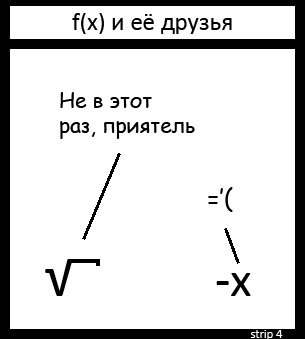 f(x) и её друзья
Не в этот
раз, приятель
='(
√
-x
strip 4